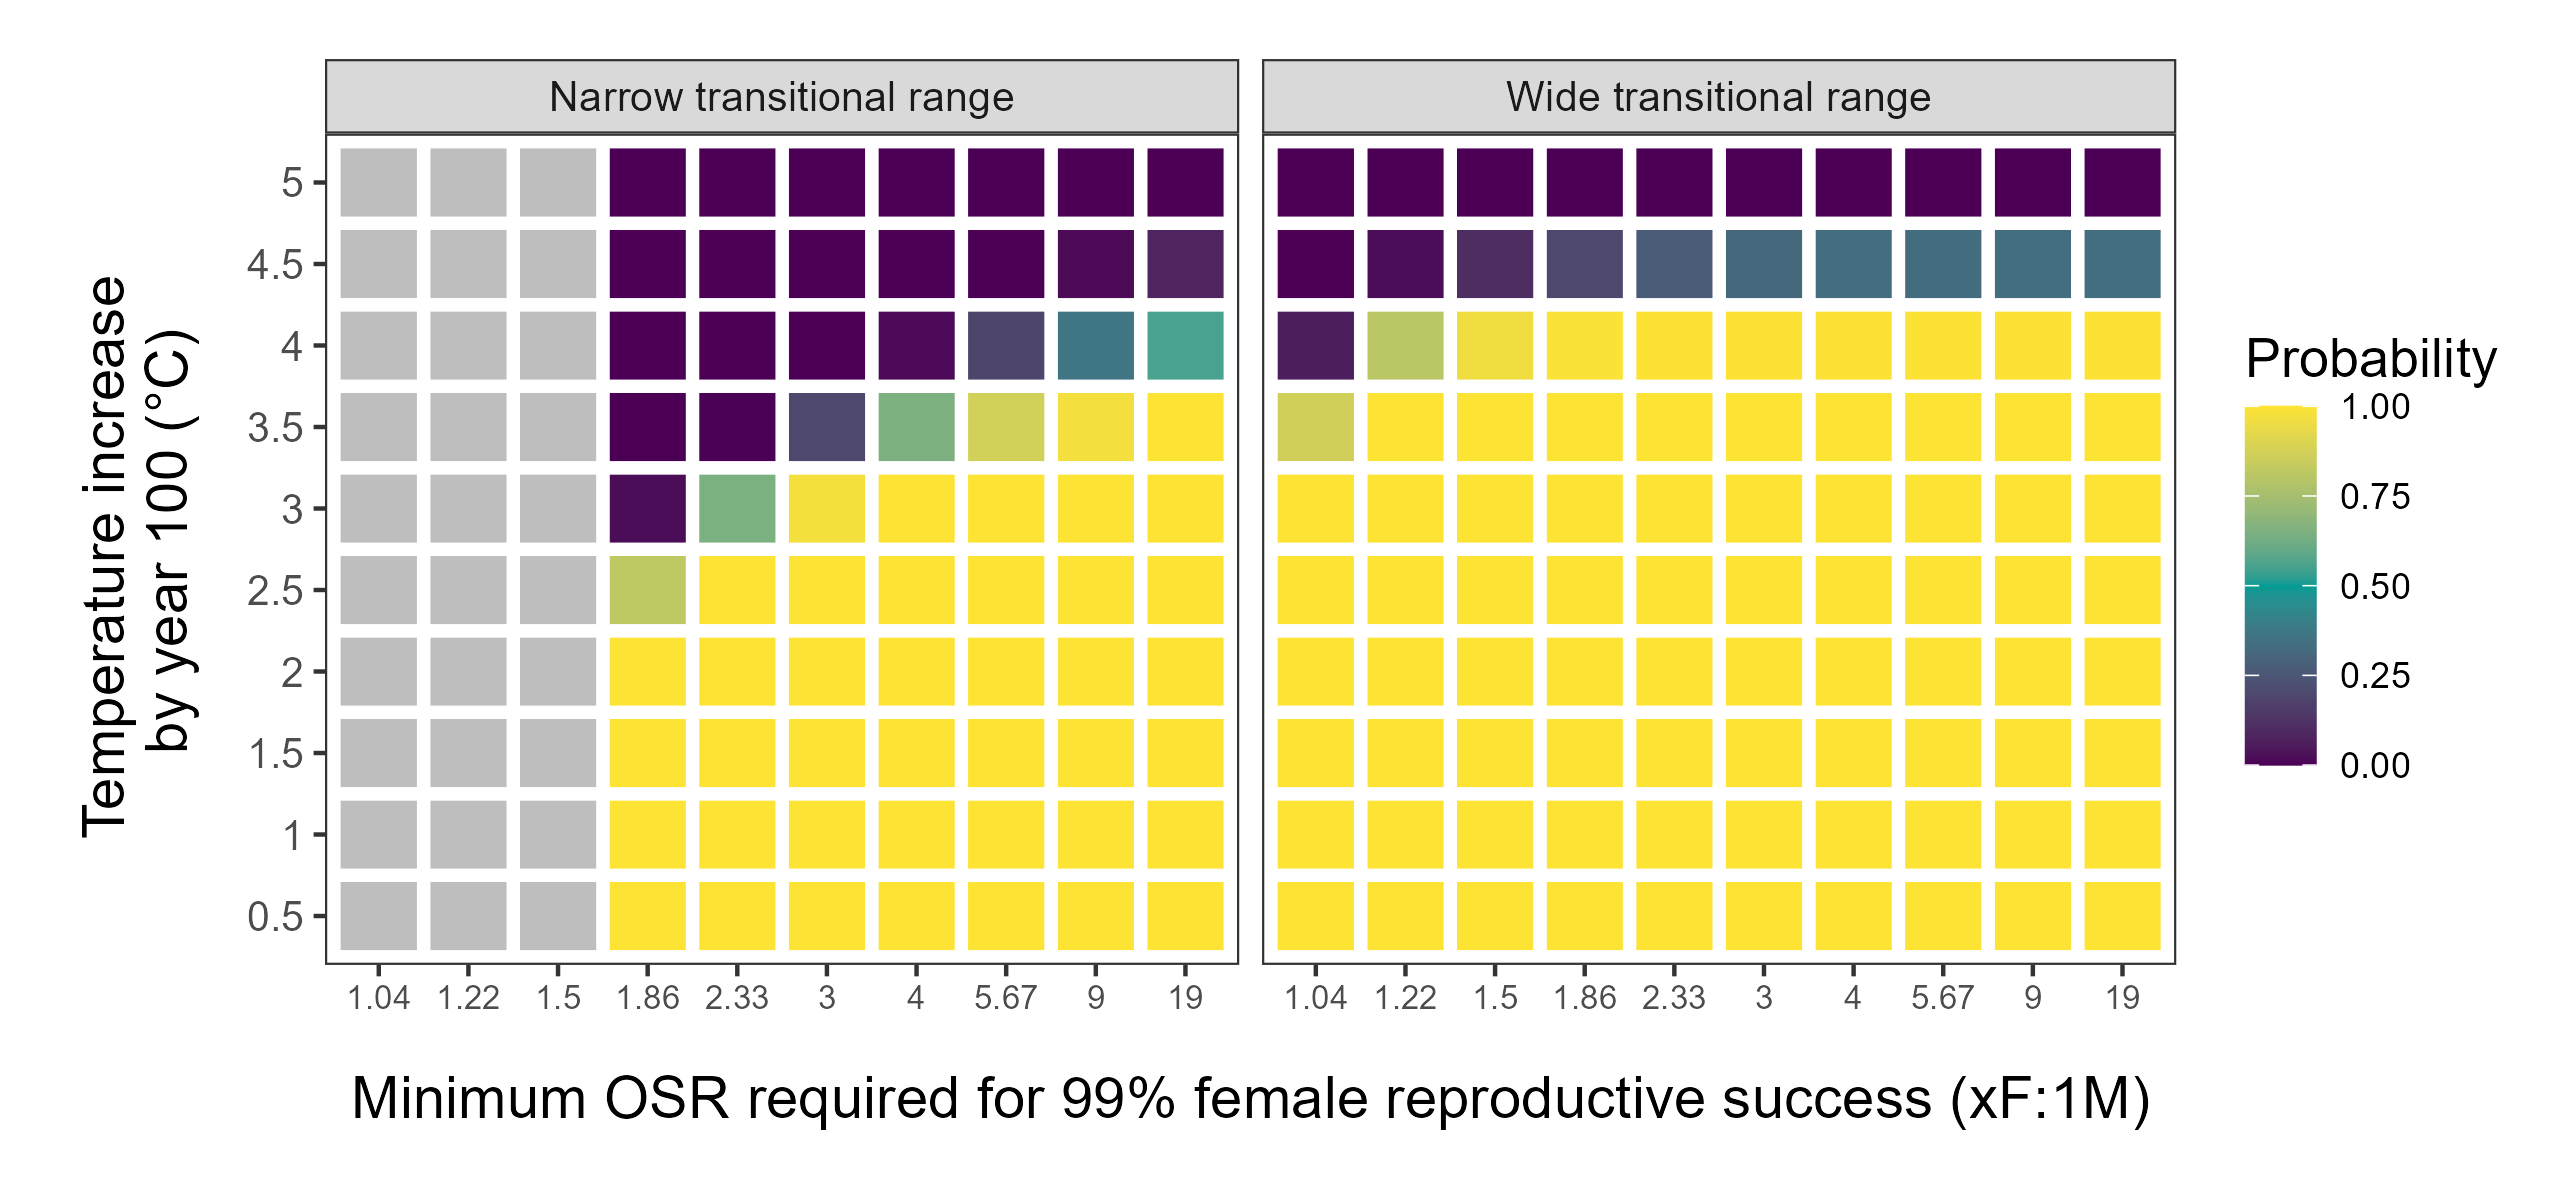 Narrow transitional range
Wide transitional range
Temperature increase
by year 100 (°C)
5
4.5
4
3.5
3
2.5
2
1.5
1
0.5
1.04 1.22 1.5 1.86 2.33 3 4 5.67 9 19
1.04 1.22 1.5 1.86 2.33 3 4 5.67 9 19
Minimum OSR required for 99% female reproductive success (xF:1M)
Probability
1.00
0.75
0.50
0.25
0.00